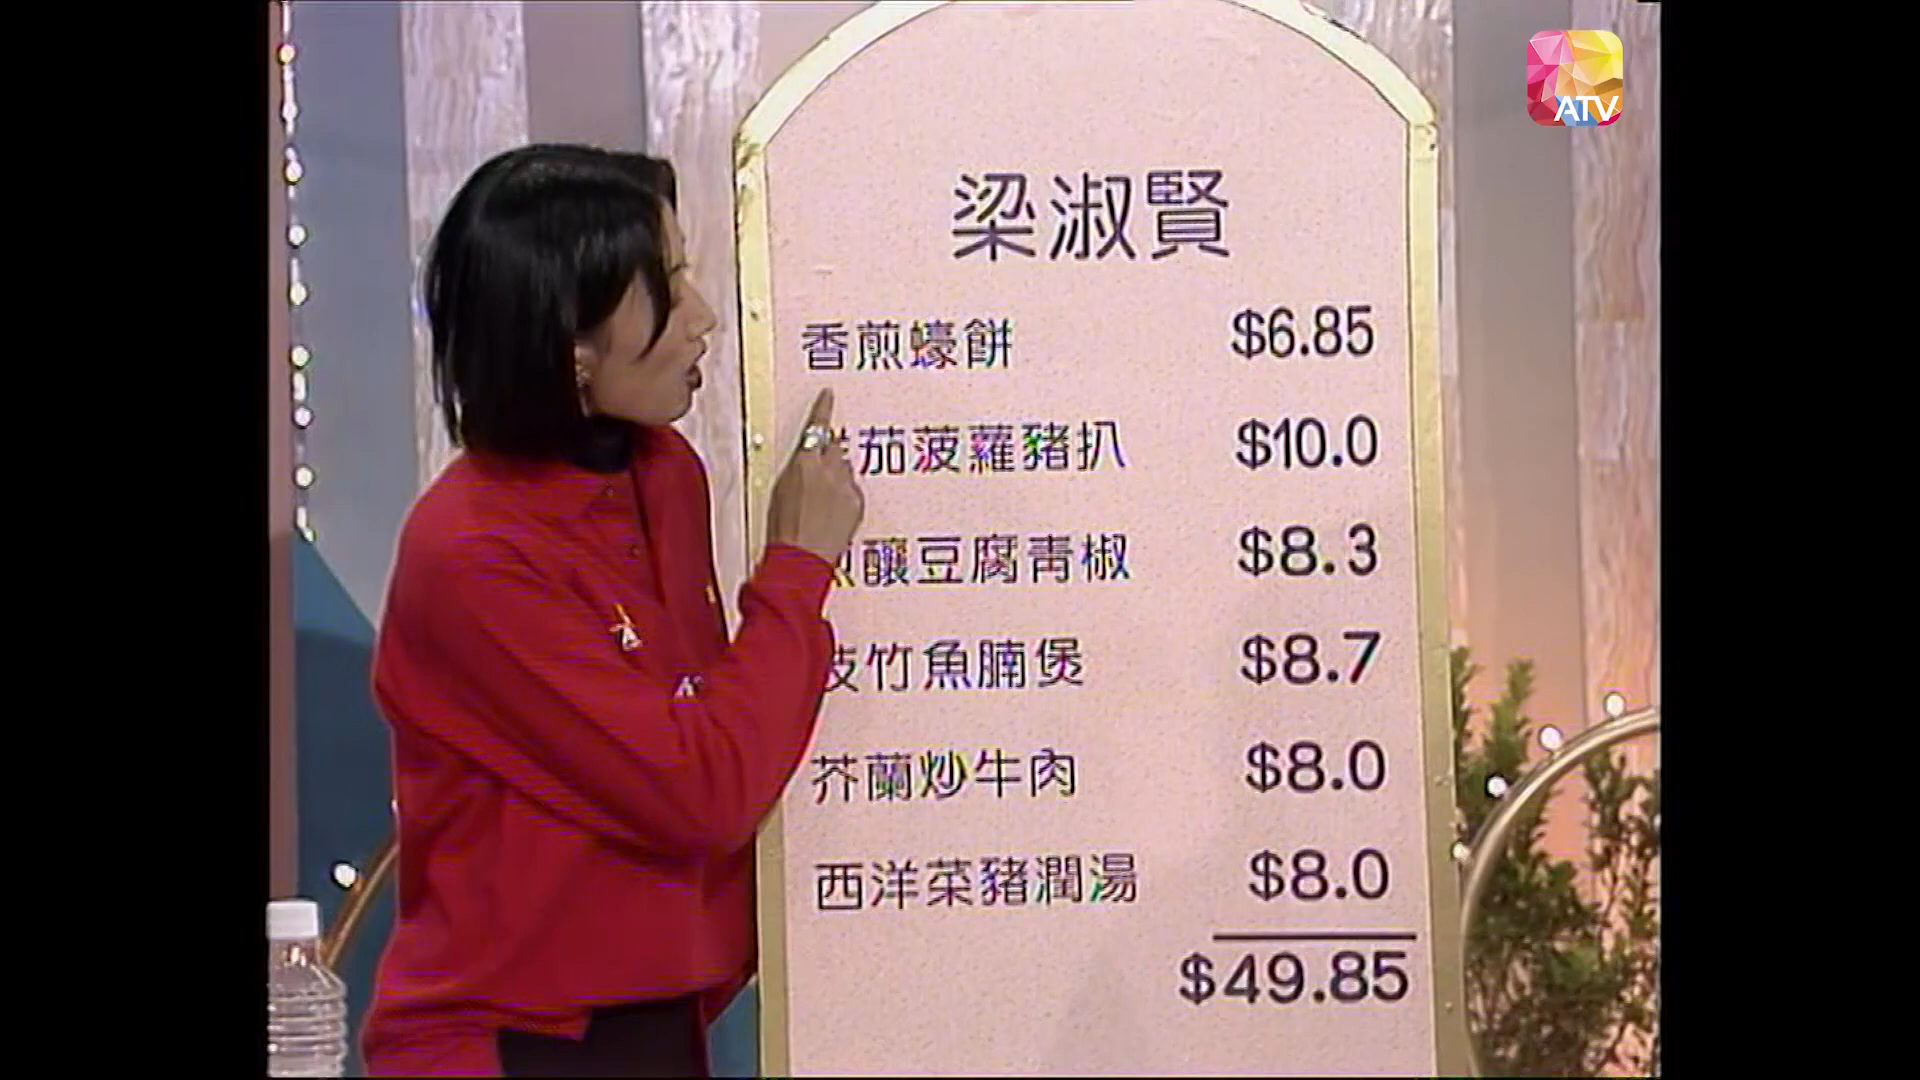 ATV
梁淑賢
香煎蠔餅 $6.85
茄菠蘿豬扒 $10.0
釀豆腐青椒 $8.3
枝竹魚腩煲 $8.7
芥蘭炒牛肉 $8.0
西洋菜豬潤湯 $8.0
$49.85